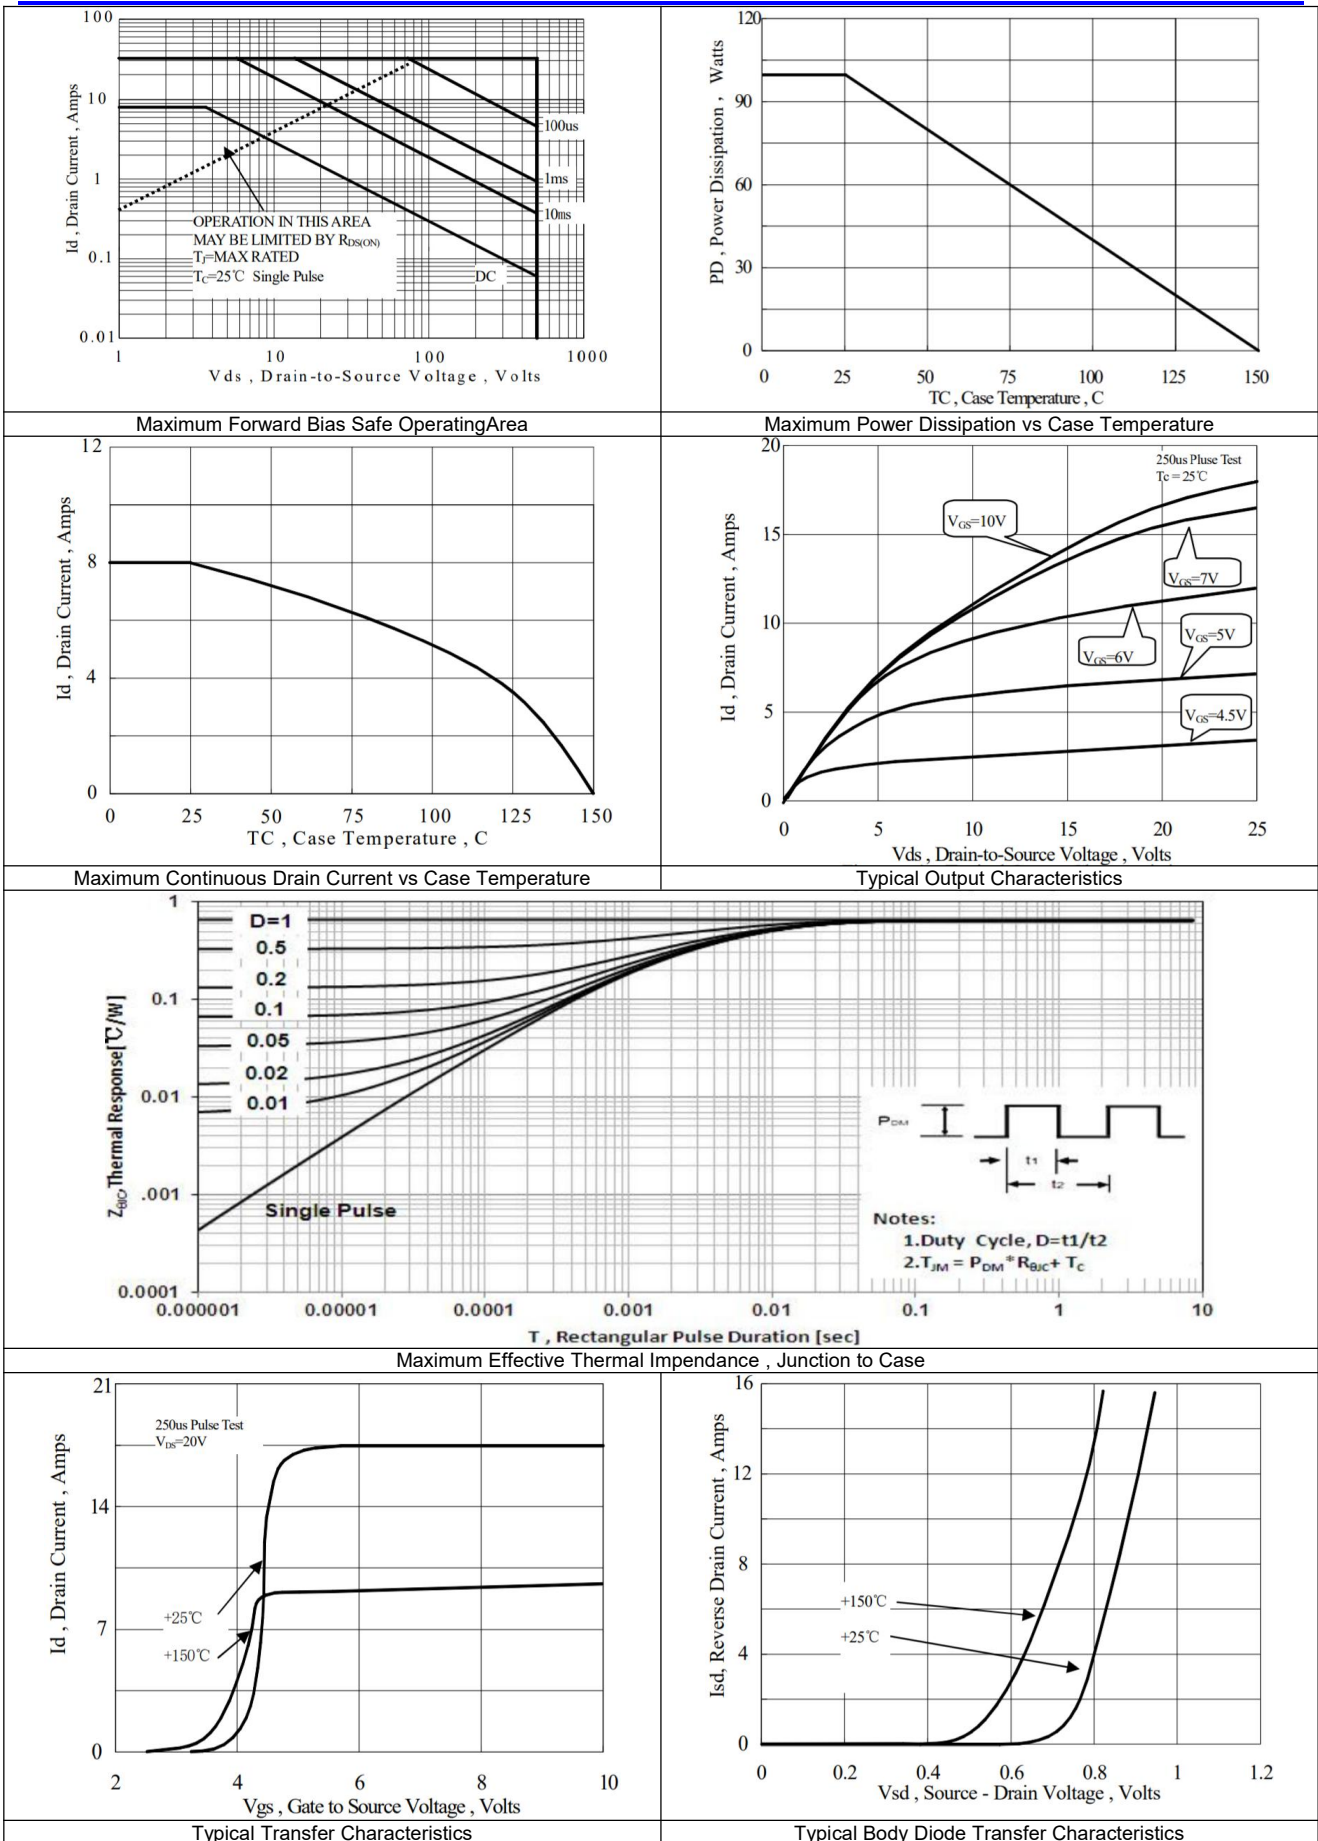 100
10
1
0.1
0.01
Id , Drain Current , Amps
100us
1ms
10ms
DC
OPERATION IN THIS AREA
MAY BE LIMITED BY RDS(ON)
TJ=MAX RATED
TC=25℃ Single Pulse
1 10 100 1000
Vds , Drain-to-Source Voltage , Volts
Maximum Forward Bias Safe OperatingArea
120
90
60
30
0
PD , Power Dissipation , Watts
0 25 50 75 100 125 150
TC , Case Temperature , C
Maximum Power Dissipation vs Case Temperature
12
8
4
0
Id , Drain Current , Amps
0 25 50 75 100 125 150
TC , Case Temperature , C
Maximum Continuous Drain Current vs Case Temperature
20
15
10
5
0
Id , Drain Current , Amps
250us Pluse Test
Tc = 25℃
VGS=10V
VGS=7V
VGS=6V
VGS=5V
VGS=4.5V
0 5 10 15 20 25
Vds , Drain-to-Source Voltage , Volts
Typical Output Characteristics
1
0.1
0.01
.001
0.0001
ZθJC,Thermal Response[℃/W]
D=1
0.5
0.2
0.1
0.05
0.02
0.01
Single Pulse
PDM
t1
t2
Notes:
1.Duty Cycle, D=t1/t2
2.TJM = PDM*RθJC+ TC
0.000001 0.00001 0.0001 0.001 0.01 0.1 1 10
T , Rectangular Pulse Duration [sec]
Maximum Effective Thermal Impendance , Junction to Case
21
14
7
0
Id , Drain Current , Amps
250us Pulse Test
VDS=20V
+25℃
+150℃
2 4 6 8 10
Vgs , Gate to Source Voltage , Volts
Typical Transfer Characteristics
16
12
8
4
0
Isd, Reverse Drain Current , Amps
+150℃
+25℃
0 0.2 0.4 0.6 0.8 1 1.2
Vsd , Source - Drain Voltage , Volts
Typical Body Diode Transfer Characteristics